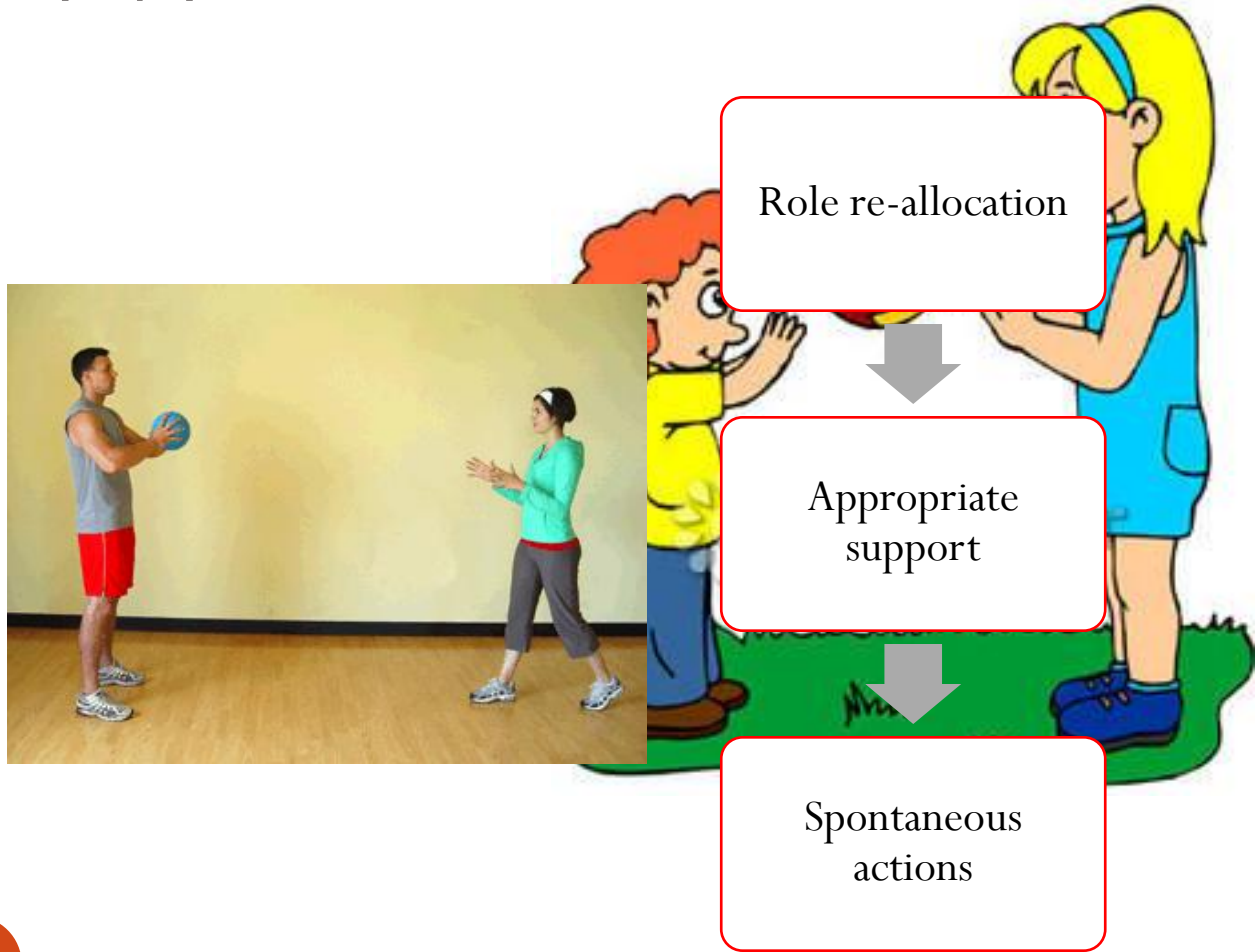 Role re-allocation
Appropriate
support
Spontaneous
actions